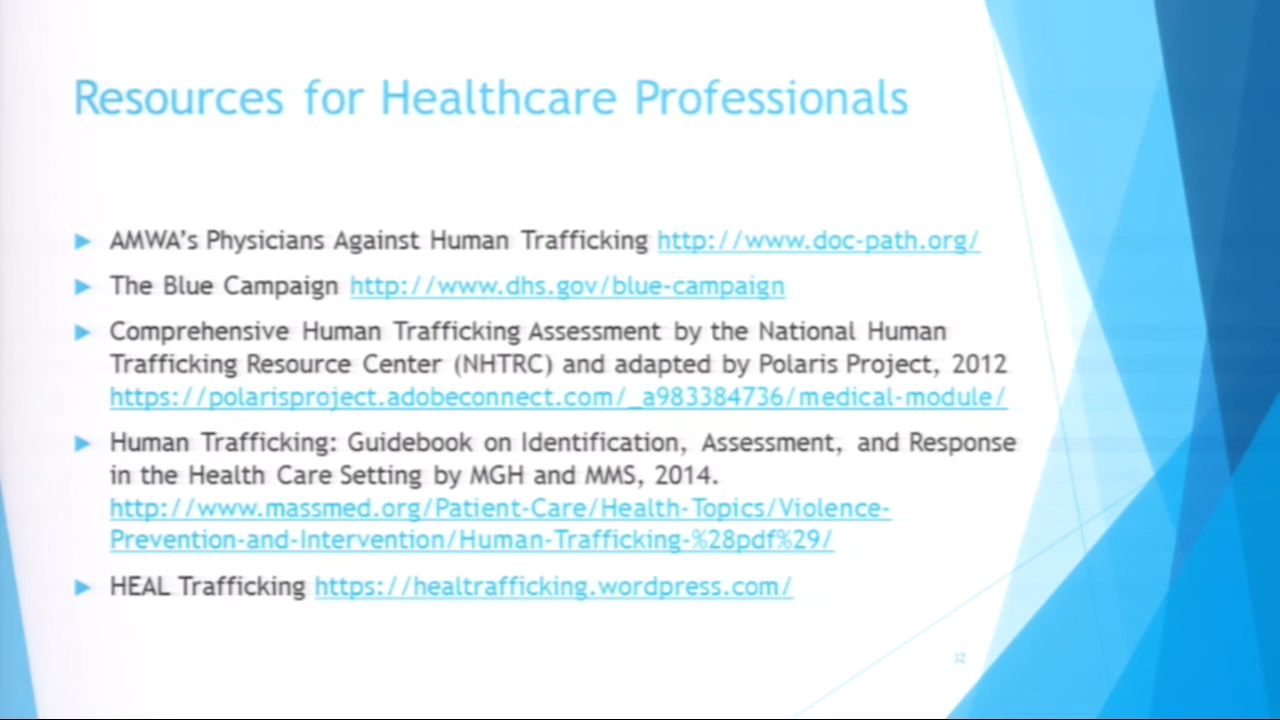 Resources for Healthcare Professionals
AMWA's Physicians Against Human Trafficking http://www.doc-path.org/
The Blue Campaign http://www.dhs.gov/blue-campaign
Comprehensive Human Trafficking Assessment by the National Human
Trafficking Resource Center (NHTRC) and adapted by Polaris Project, 2012
https://polarisproject.adobeconnect.com/_a983384736/medical-module/
Human Trafficking: Guidebook on Identification, Assessment, and Response
in the Health Care Setting by MGH and MMS, 2014.
http://www.massmed.org/Patient-Care/Health-Topics/Violence-
Prevention-and-Intervention/Human-Trafficking-%28pdf%29/
HEAL Trafficking https://healtrafficking.wordpress.com/
32